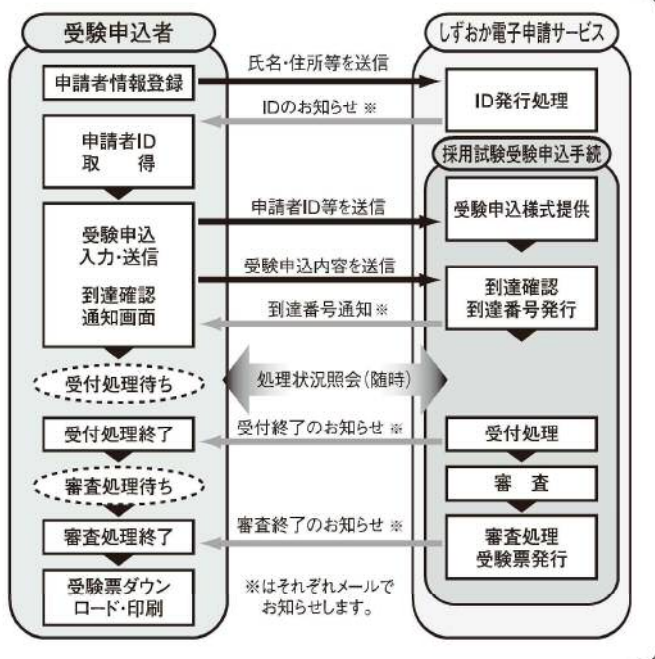 受験申込者
しずおか電子申請サービス
申請者情報登録
氏名・住所等を送信
ID発行処理
IDのお知らせ ※
申請者ID
取　得
採用試験受験申込手続
申請者ID等を送信
受験申込様式提供
受験申込
入力・送信
受験申込内容を送信
到達確認
到達番号発行
到達確認
通知画面
到達番号通知 ※
受付処理待ち
処理状況照会(随時)
受付処理終了
受付終了のお知らせ ※
受付処理
審査処理待ち
審　査
審査処理終了
審査終了のお知らせ ※
審査処理
受験票発行
受験票ダウン
ロード・印刷
※はそれぞれメールで
お知らせします。